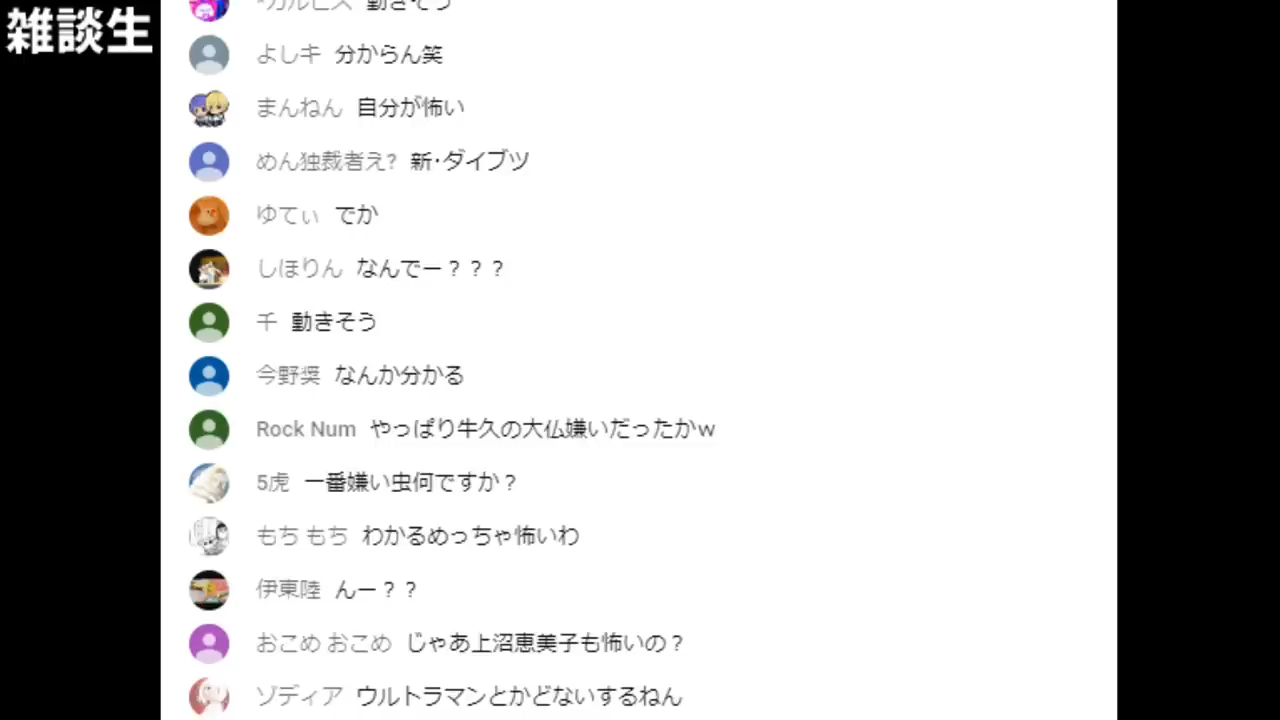 雑談生
動きそう
よしキ 分からん笑
まんねん 自分が怖い
めん独裁者え? 新・ダイブツ
ゆてぃ でか
しほりん なんでー？？？
千 動きそう
今野奨 なんか分かる
Rock Num やっぱり牛久の大仏嫌いだったかw
5虎 一番嫌い虫何ですか？
もち もち わかるめっちゃ怖いわ
伊東陸 んー？？
おこめ おこめ じゃあ上沼恵美子も怖いの？
ゾディア ウルトラマンとかどないするねん